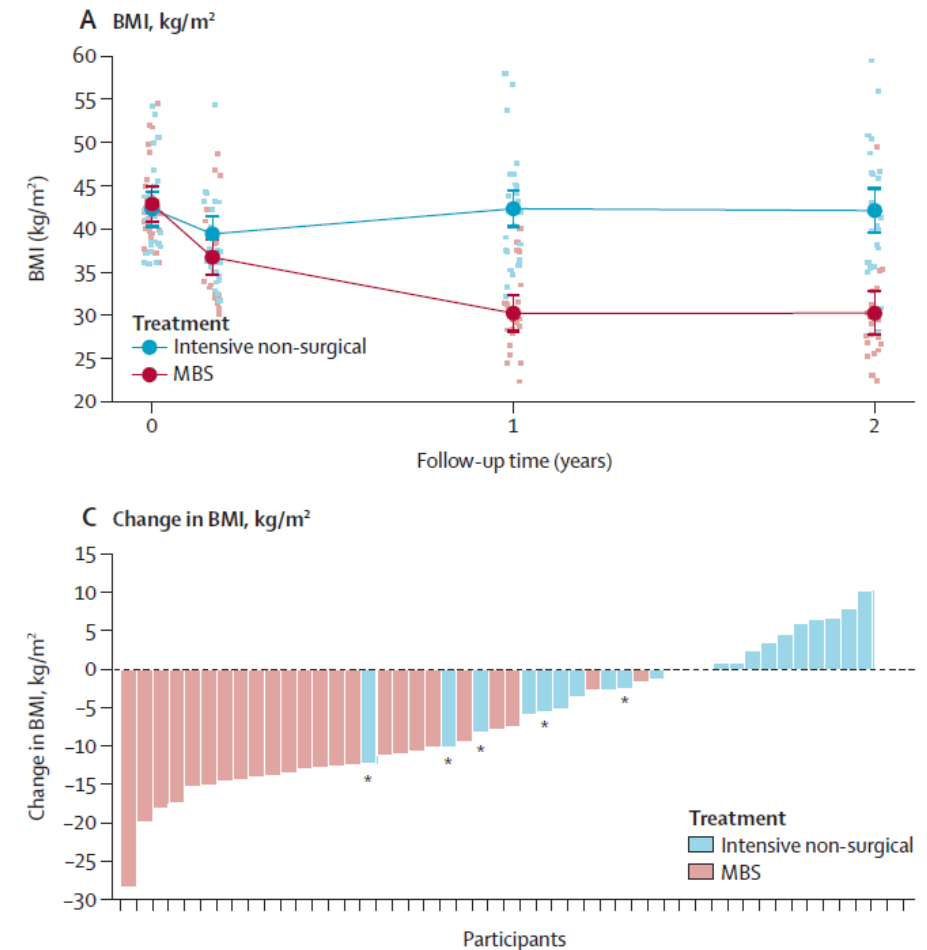 A BMI, kg/m²
60
55
50
45
40
35
30
25
20
BMI (kg/m²)
Treatment
Intensive non-surgical
MBS
0
1
2
Follow-up time (years)
C Change in BMI, kg/m²
15
10
5
0
–5
–10
–15
–20
–25
–30
Change in BMI, kg/m²
*
*
*
*
*
Treatment
Intensive non-surgical
MBS
Participants